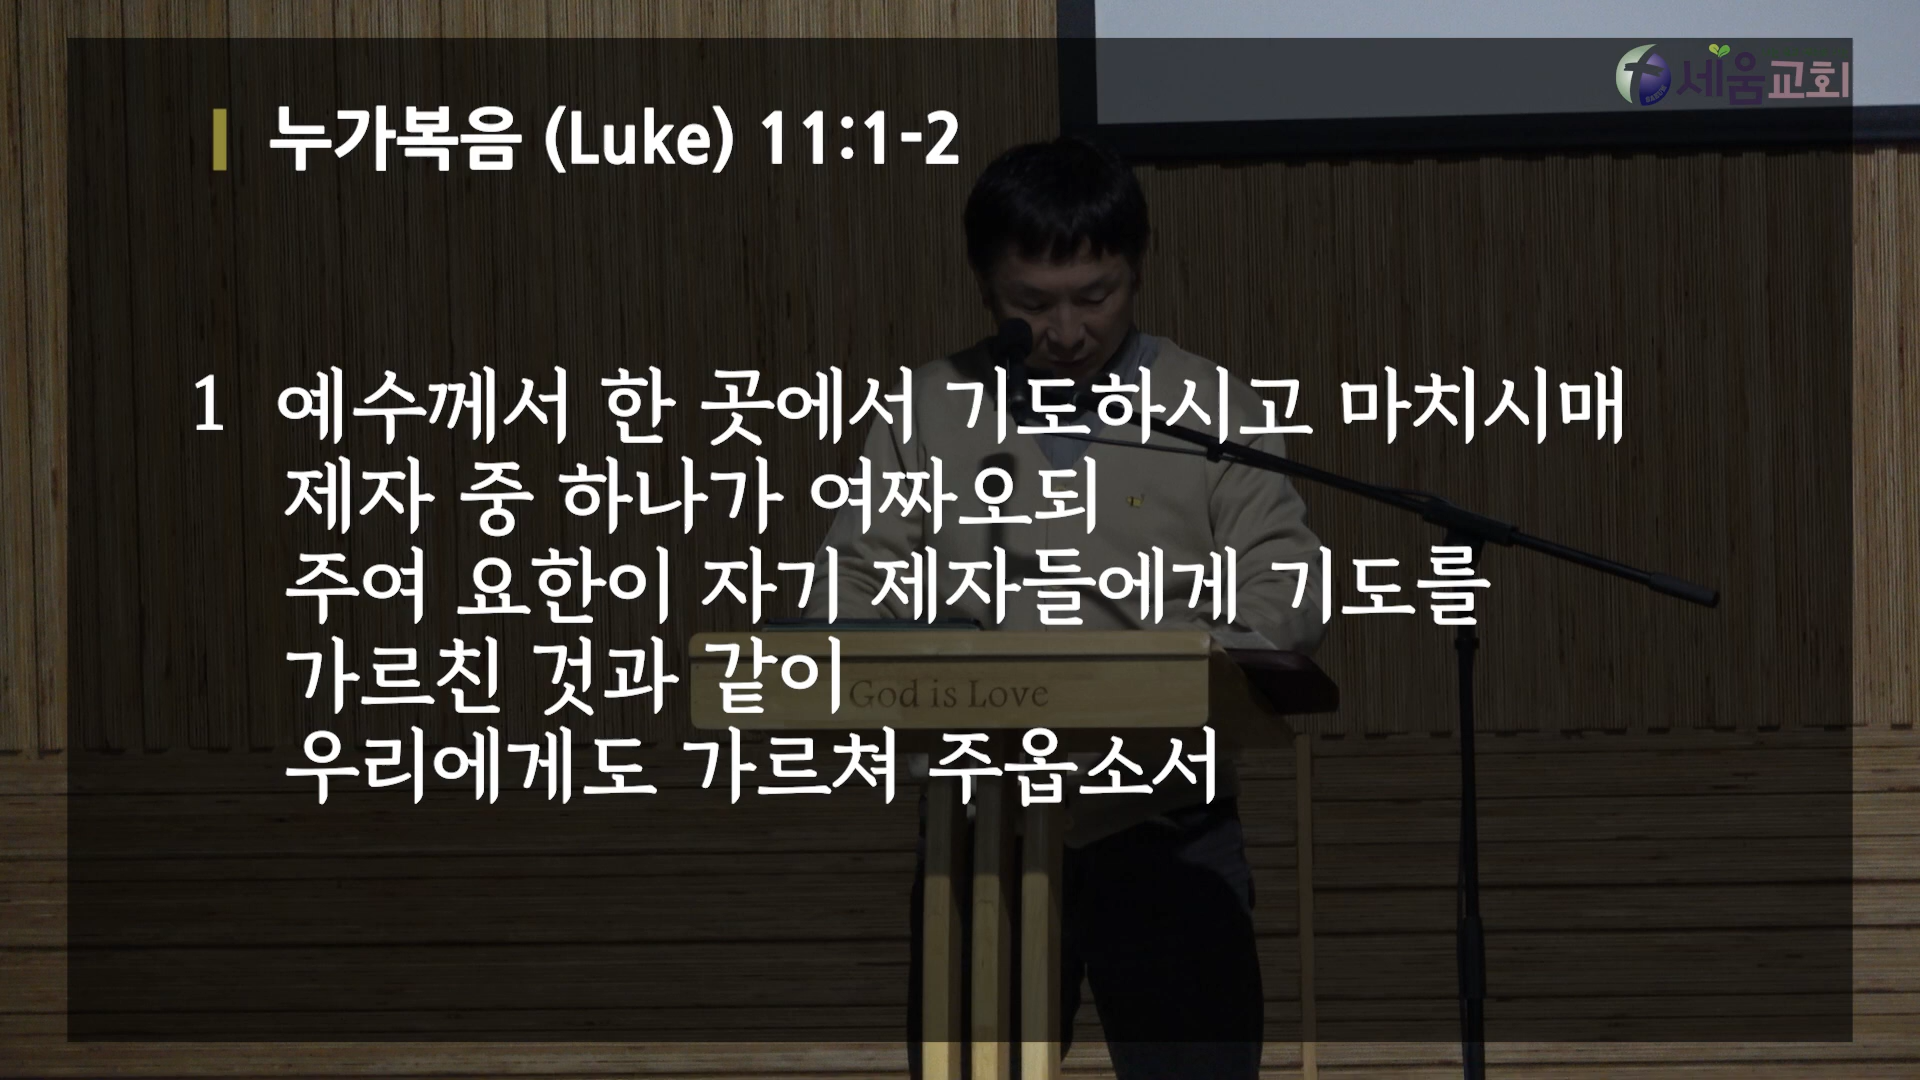 세움교회
누가복음 (Luke) 11:1-2
1 예수께서 한 곳에서 기도하시고 마치시매
제자 중 하나가 여짜오되
주여 요한이 자기 제자들에게 기도를
가르친 것과 같이
우리에게도 가르쳐 주옵소서
God is Love